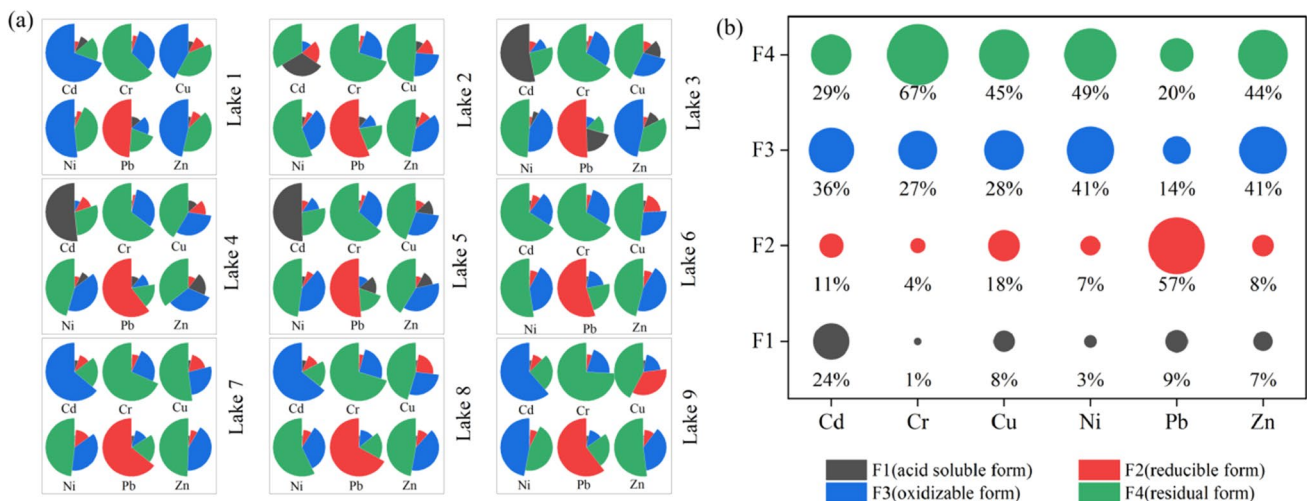 (a)
Cd Cr Cu
Ni Pb Zn
Lake 1
Cd Cr Cu
Ni Pb Zn
Lake 2
Cd Cr Cu
Ni Pb Zn
Lake 3
Cd Cr Cu
Ni Pb Zn
Lake 4
Cd Cr Cu
Ni Pb Zn
Lake 5
Cd Cr Cu
Ni Pb Zn
Lake 6
Cd Cr Cu
Ni Pb Zn
Lake 7
Cd Cr Cu
Ni Pb Zn
Lake 8
Cd Cr Cu
Ni Pb Zn
Lake 9
(b)
F4
29% 67% 45% 49% 20% 44%
F3
36% 27% 28% 41% 14% 41%
F2
11% 4% 18% 7% 57% 8%
F1
24% 1% 8% 3% 9% 7%
Cd Cr Cu Ni Pb Zn
F1(acid soluble form) F2(reducible form)
F3(oxidizable form) F4(residual form)